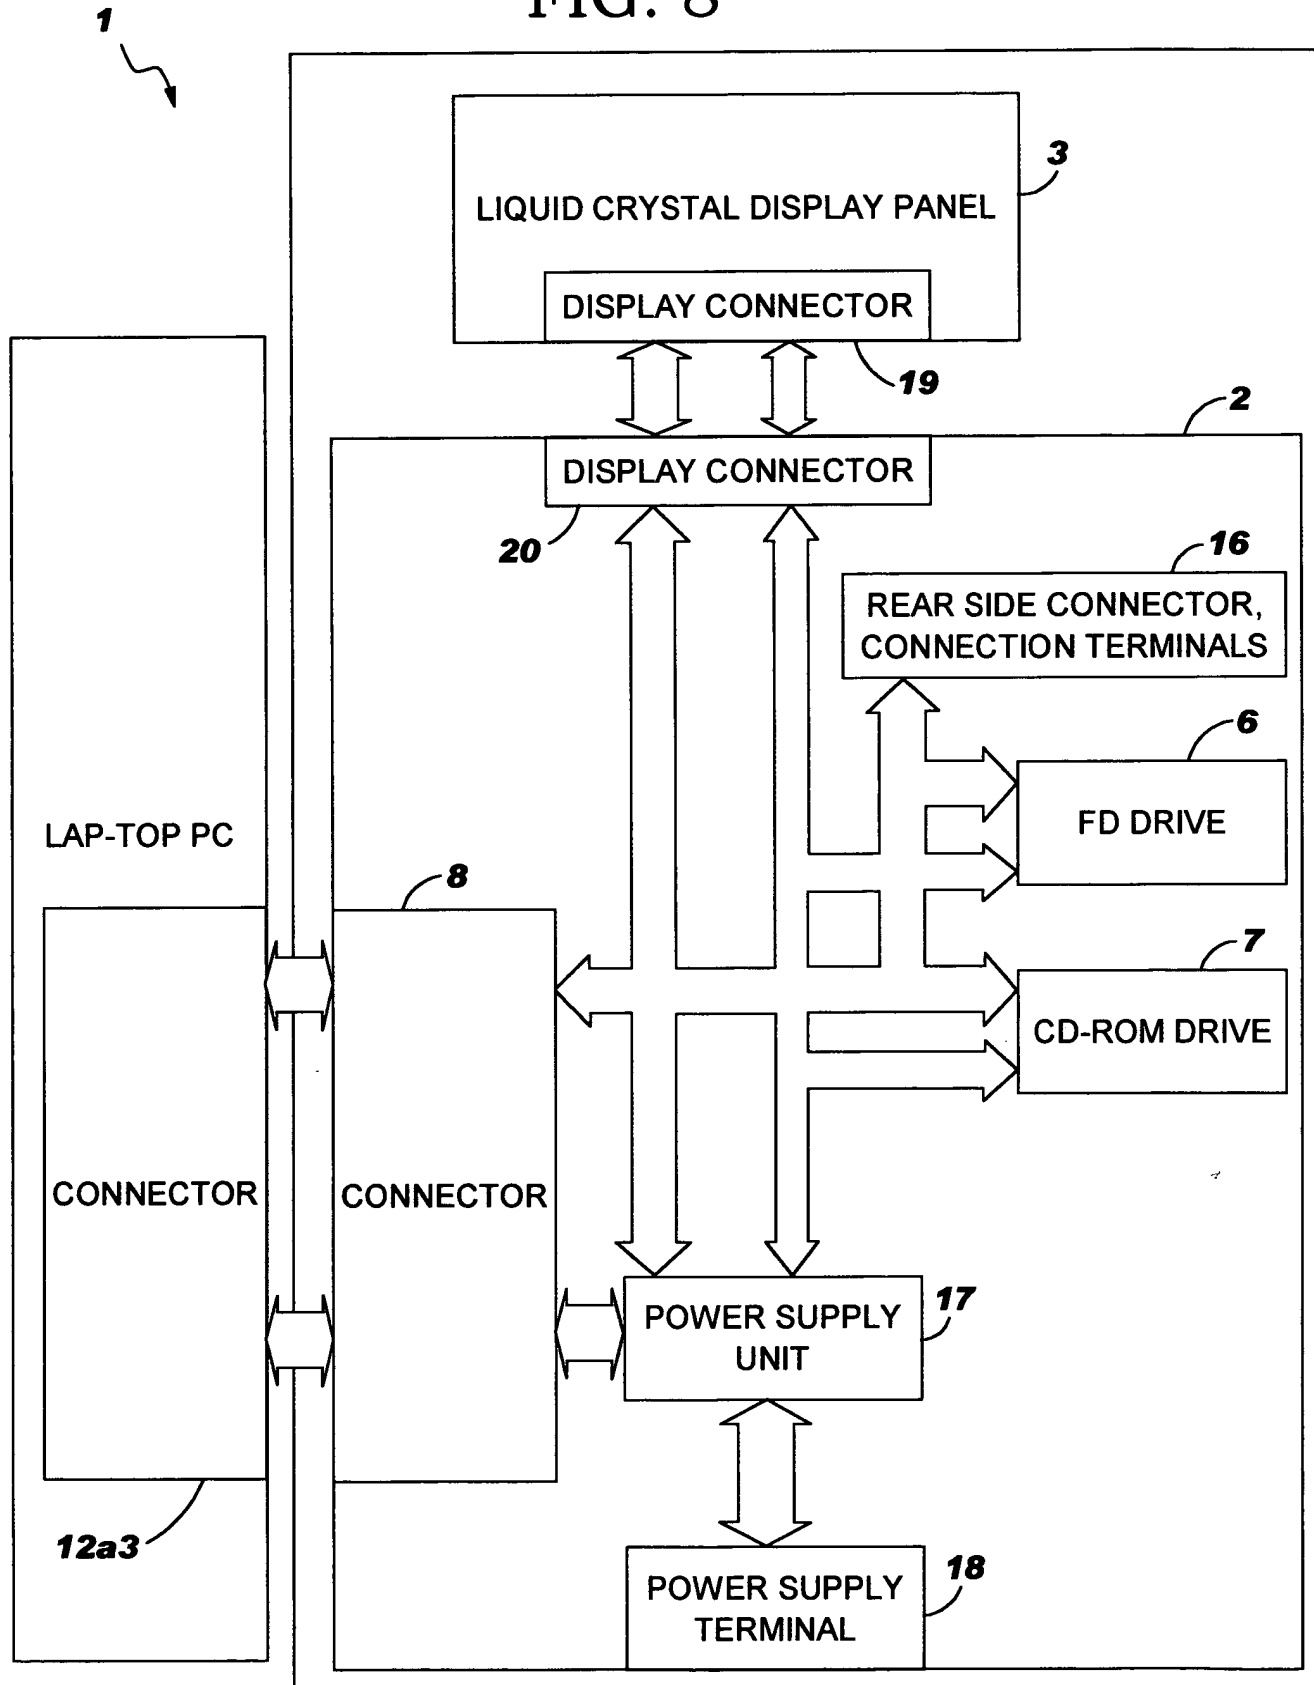 FIG. 8
1
3
LIQUID CRYSTAL DISPLAY PANEL
DISPLAY CONNECTOR
19
2
DISPLAY CONNECTOR
20
16
REAR SIDE CONNECTOR,
CONNECTION TERMINALS
6
FD DRIVE
LAP-TOP PC
8
7
CD-ROM DRIVE
CONNECTOR
CONNECTOR
17
POWER SUPPLY
UNIT
12a3
18
POWER SUPPLY
TERMINAL